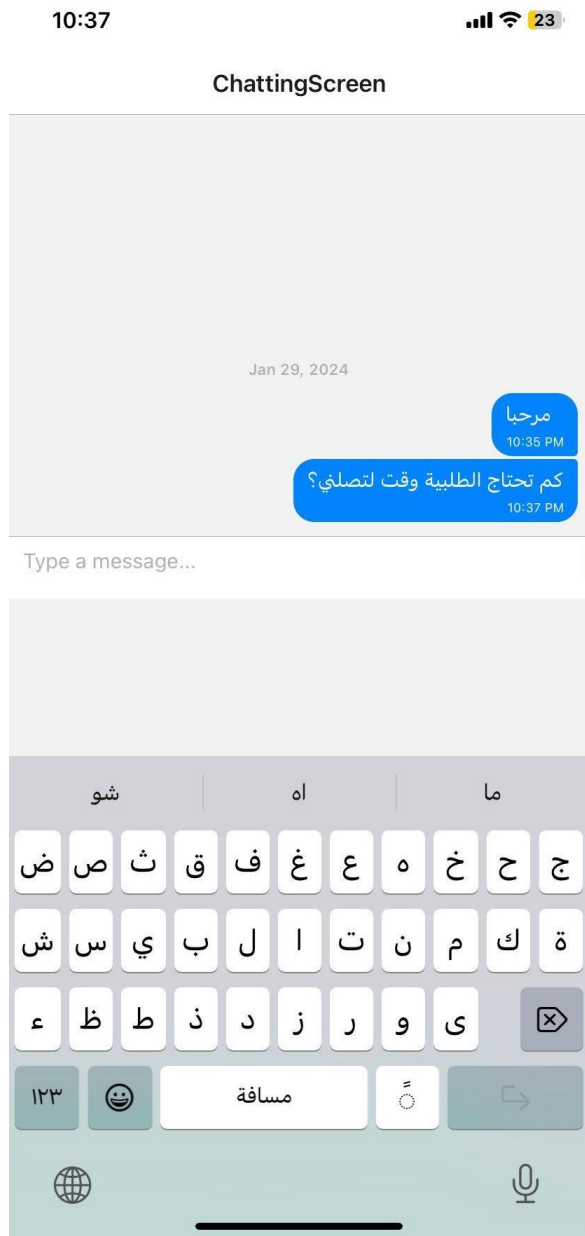 10:37
23
ChattingScreen
Jan 29, 2024
مرحبا
10:35 PM
كم تحتاج الطلبية وقت لتصلني؟
10:37 PM
Type a message...
ما اه شو
ج ح خ ه ع غ ف ق ث ص ض
ة ك م ن ت ا ل ب ي س ش
ى و ر ز د ذ ط ظ ء
١٢٣ مسافة